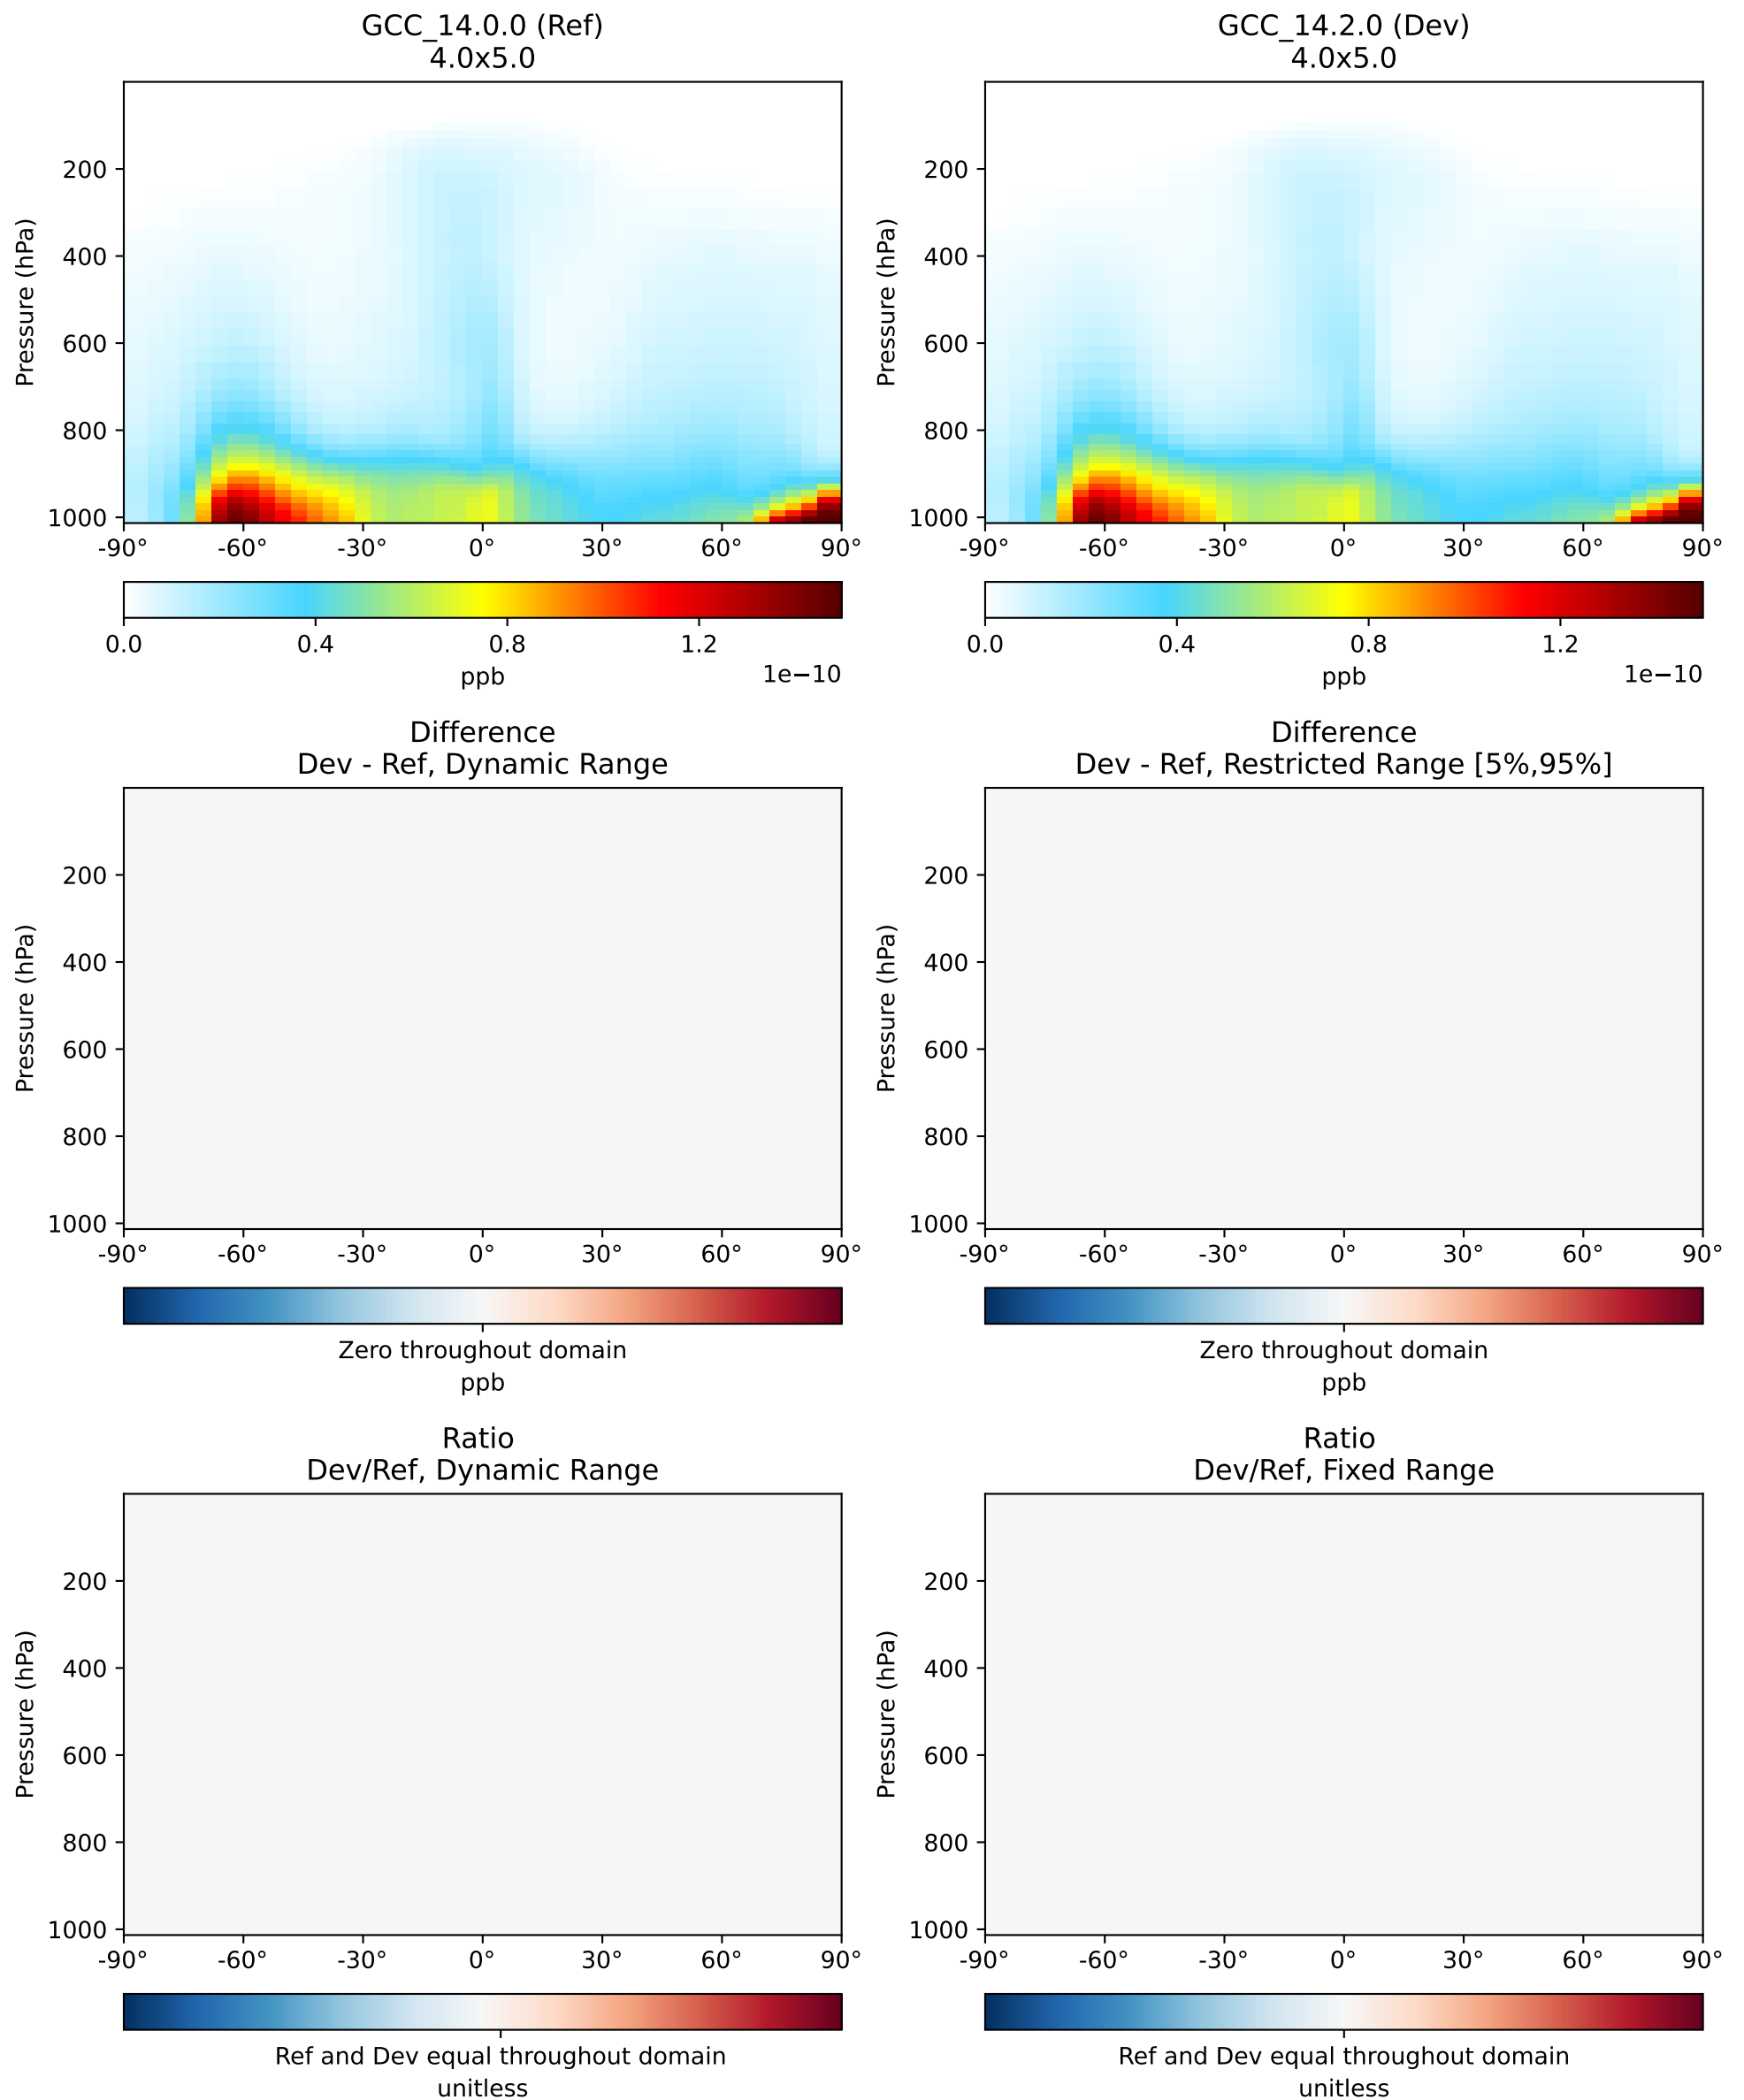 GCC_14.0.0 (Ref)
4.0x5.0
200
400
600
800
1000
Pressure (hPa)
-90° -60° -30° 0° 30° 60° 90°
0.0 0.4 0.8 1.2
ppb
1e−10
GCC_14.2.0 (Dev)
4.0x5.0
200
400
600
800
1000
Pressure (hPa)
-90° -60° -30° 0° 30° 60° 90°
0.0 0.4 0.8 1.2
ppb
1e−10
Difference
Dev - Ref, Dynamic Range
200
400
600
800
1000
Pressure (hPa)
-90° -60° -30° 0° 30° 60° 90°
Zero throughout domain
ppb
Difference
Dev - Ref, Restricted Range [5%,95%]
200
400
600
800
1000
Pressure (hPa)
-90° -60° -30° 0° 30° 60° 90°
Zero throughout domain
ppb
Ratio
Dev/Ref, Dynamic Range
200
400
600
800
1000
Pressure (hPa)
-90° -60° -30° 0° 30° 60° 90°
Ref and Dev equal throughout domain
unitless
Ratio
Dev/Ref, Fixed Range
200
400
600
800
1000
Pressure (hPa)
-90° -60° -30° 0° 30° 60° 90°
Ref and Dev equal throughout domain
unitless